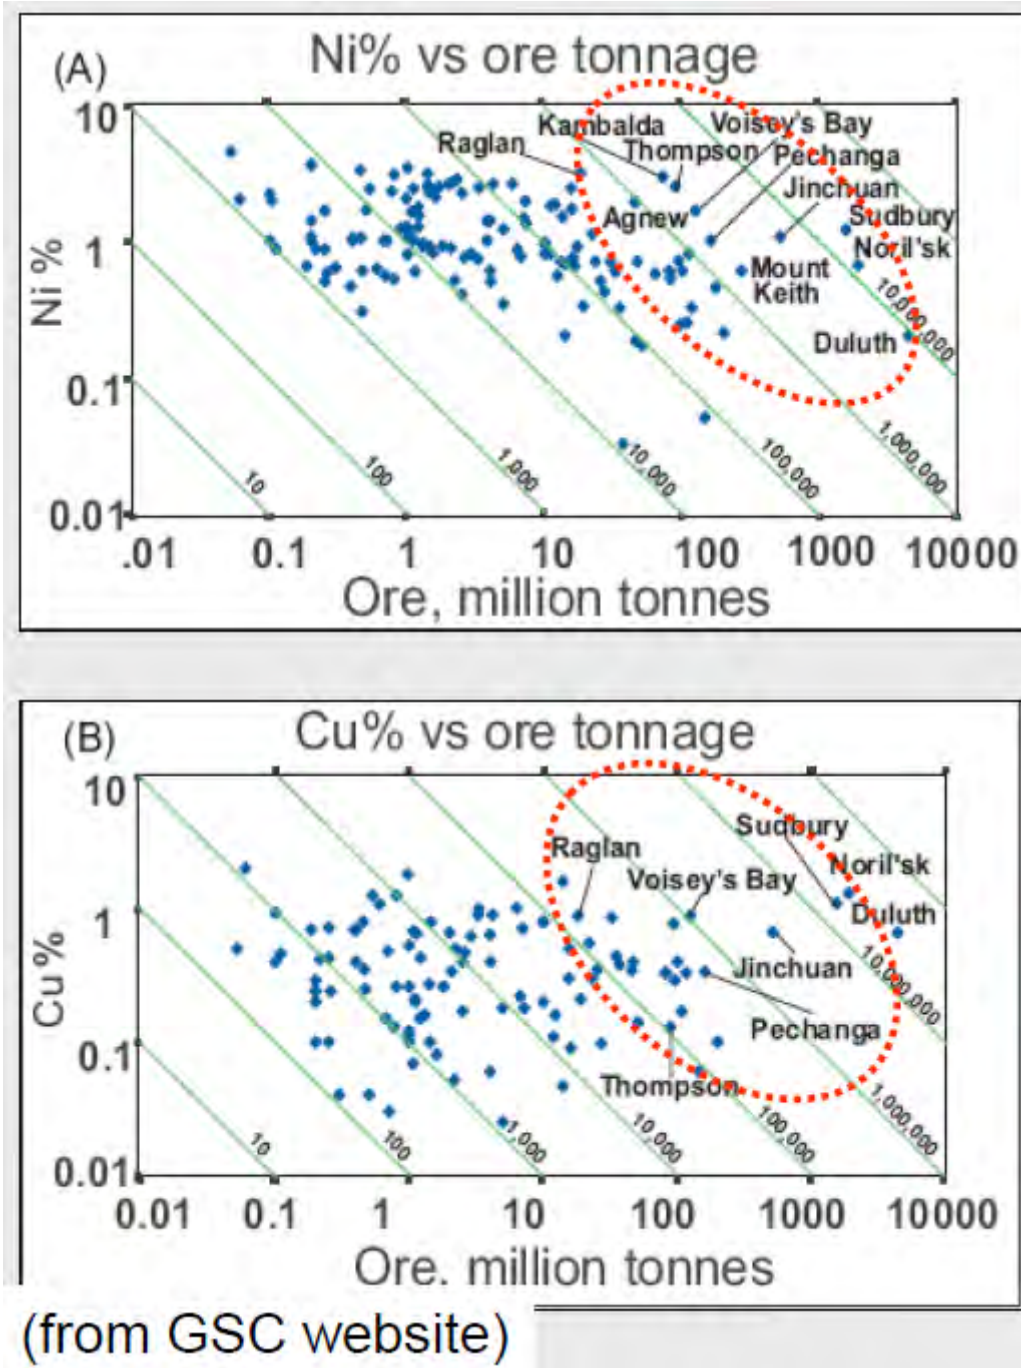 (A)
Ni% vs ore tonnage
10
1
0.1
0.01
Ni %
Kambalda
Voisey's Bay
Raglan
Thompson
Pechanga
Jinchuan
Agnew
Sudbury
Noril'sk
Mount
Keith
Duluth
10
100
1,000
10,000
100,000
1,000,000
10,000,000
.01
0.1
1
10
100
1000
10000
Ore, million tonnes
(B)
Cu% vs ore tonnage
10
1
0.1
0.01
Cu%
Sudbury
Raglan
Noril'sk
Voisey's Bay
Duluth
Jinchuan
Pechanga
Thompson
10
100
1,000
10,000
100,000
1,000,000
10,000,000
0.01
0.1
1
10
100
1000
10000
Ore. million tonnes
(from GSC website)